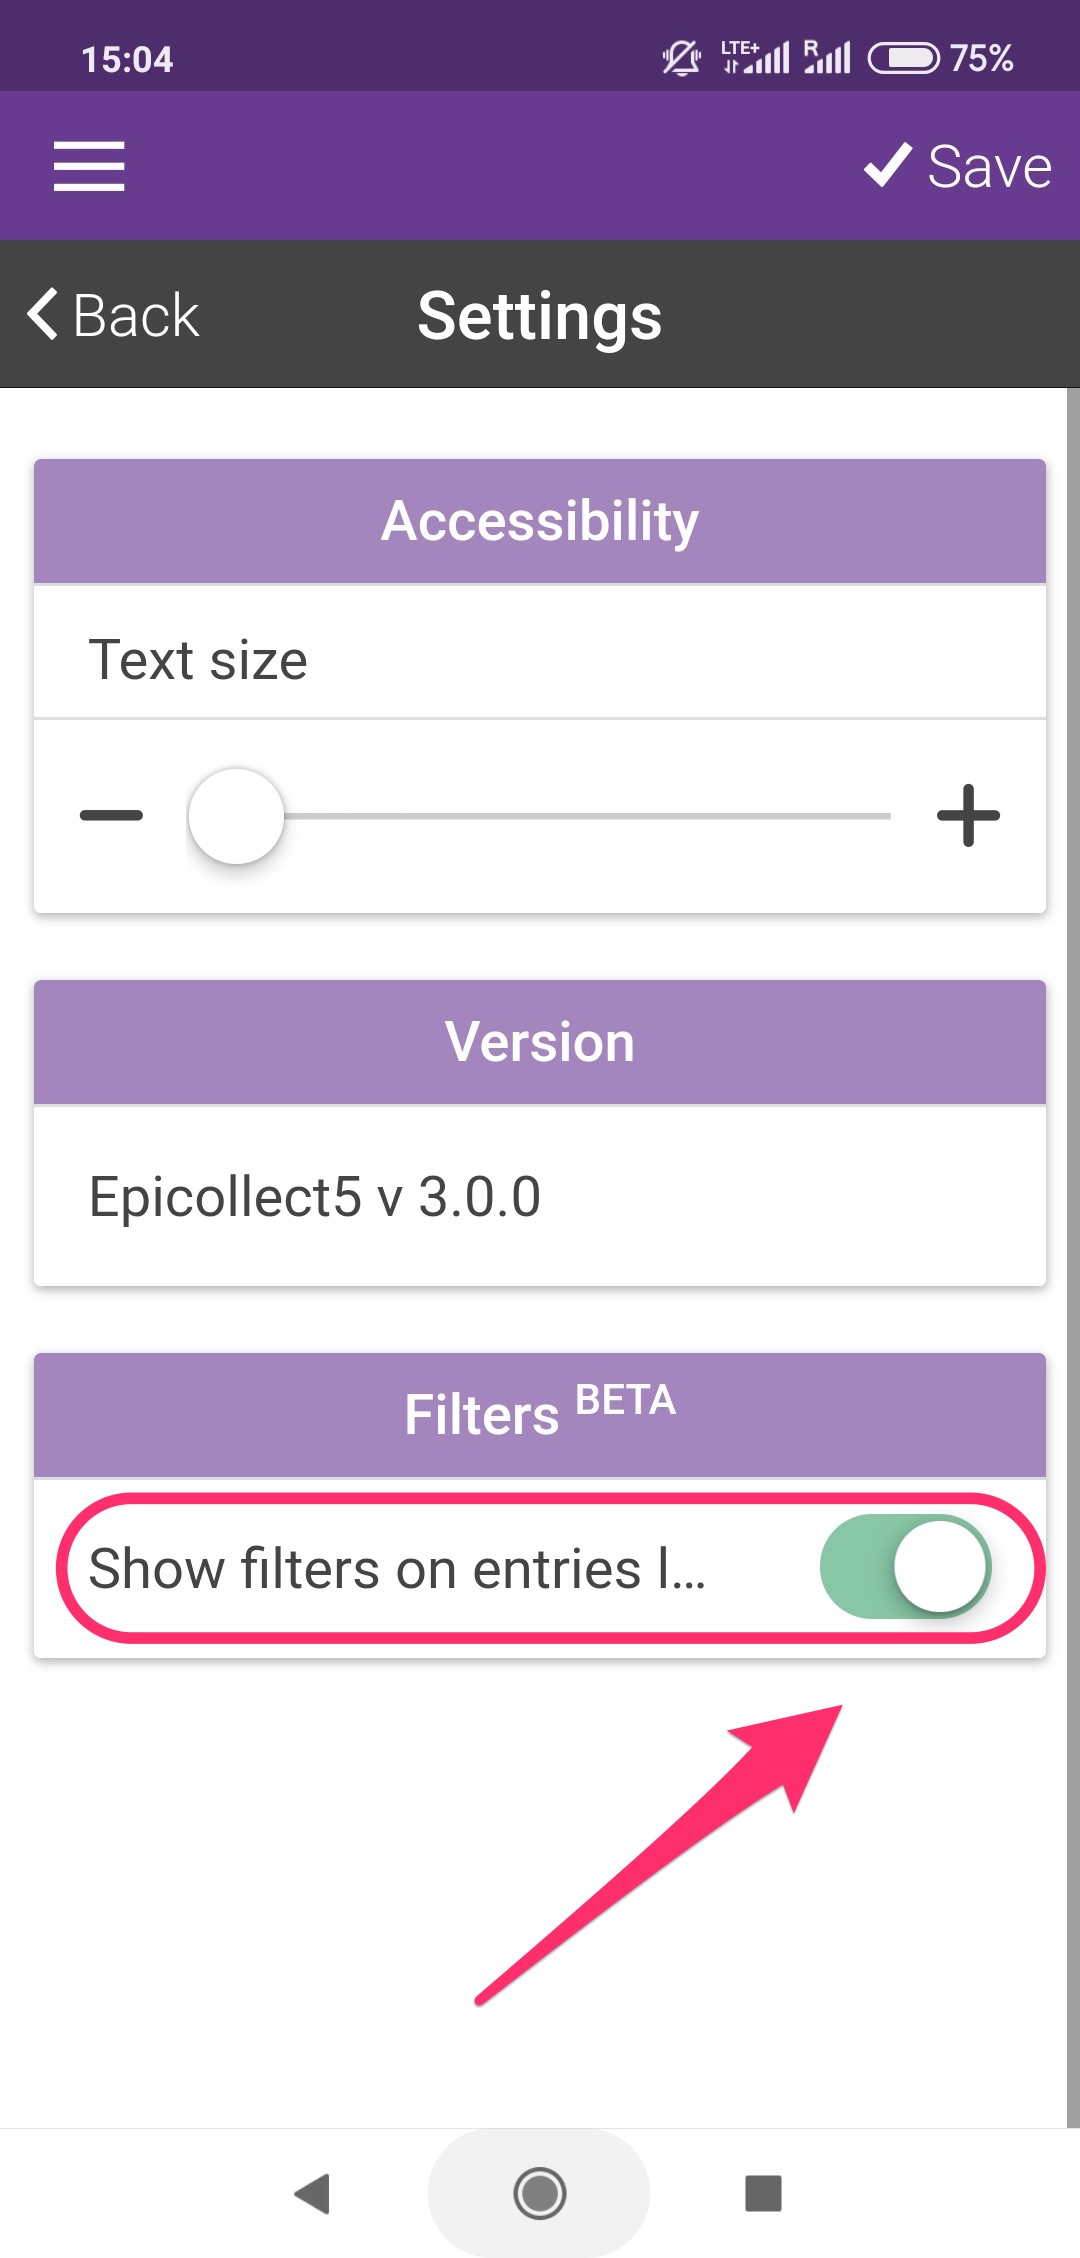 15:04 LTE+ R 75%
Save
Back Settings
Accessibility
Text size
Version
Epicollect5 v 3.0.0
Filters BETA
Show filters on entries l...